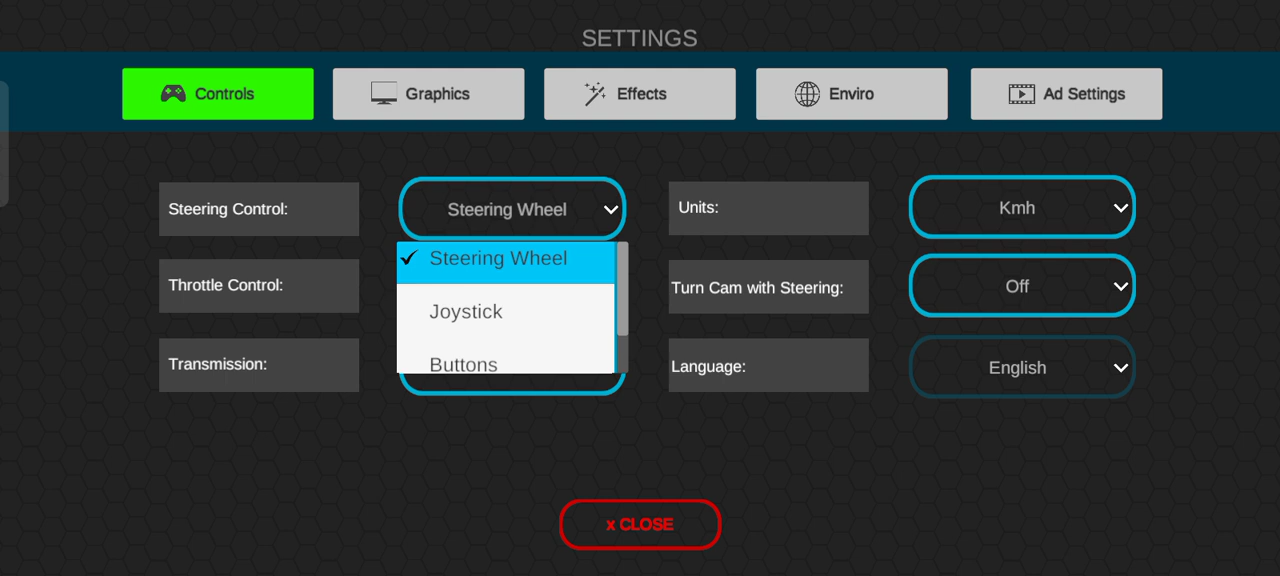 SETTINGS
Controls
Graphics
Effects
Enviro
Ad Settings
Steering Control:
Steering Wheel
Units:
Kmh
Steering Wheel
Throttle Control:
Joystick
Turn Cam with Steering:
Off
Transmission:
Buttons
Language:
English
x CLOSE